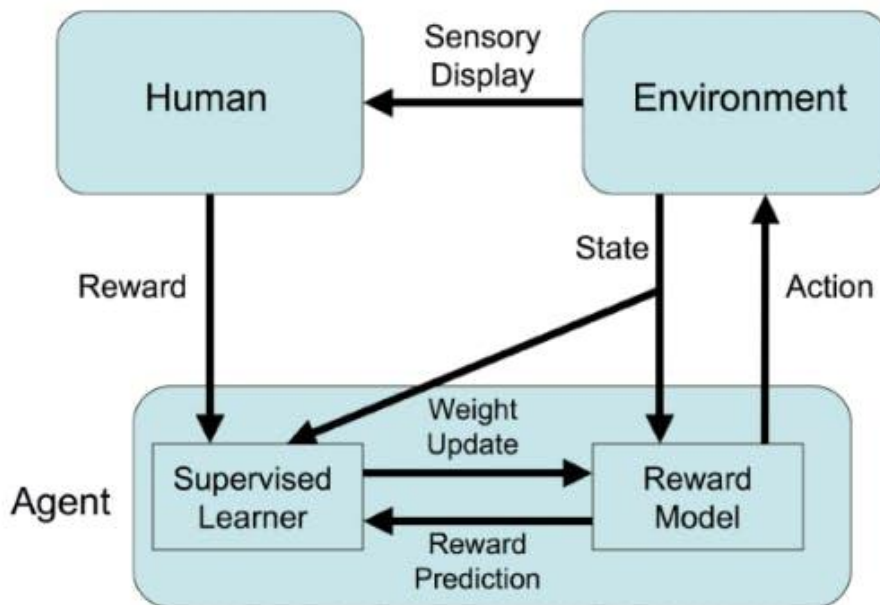 Sensory
Display
Human
Environment
State
Reward
Action
Weight
Update
Agent
Supervised
Learner
Reward
Model
Reward
Prediction